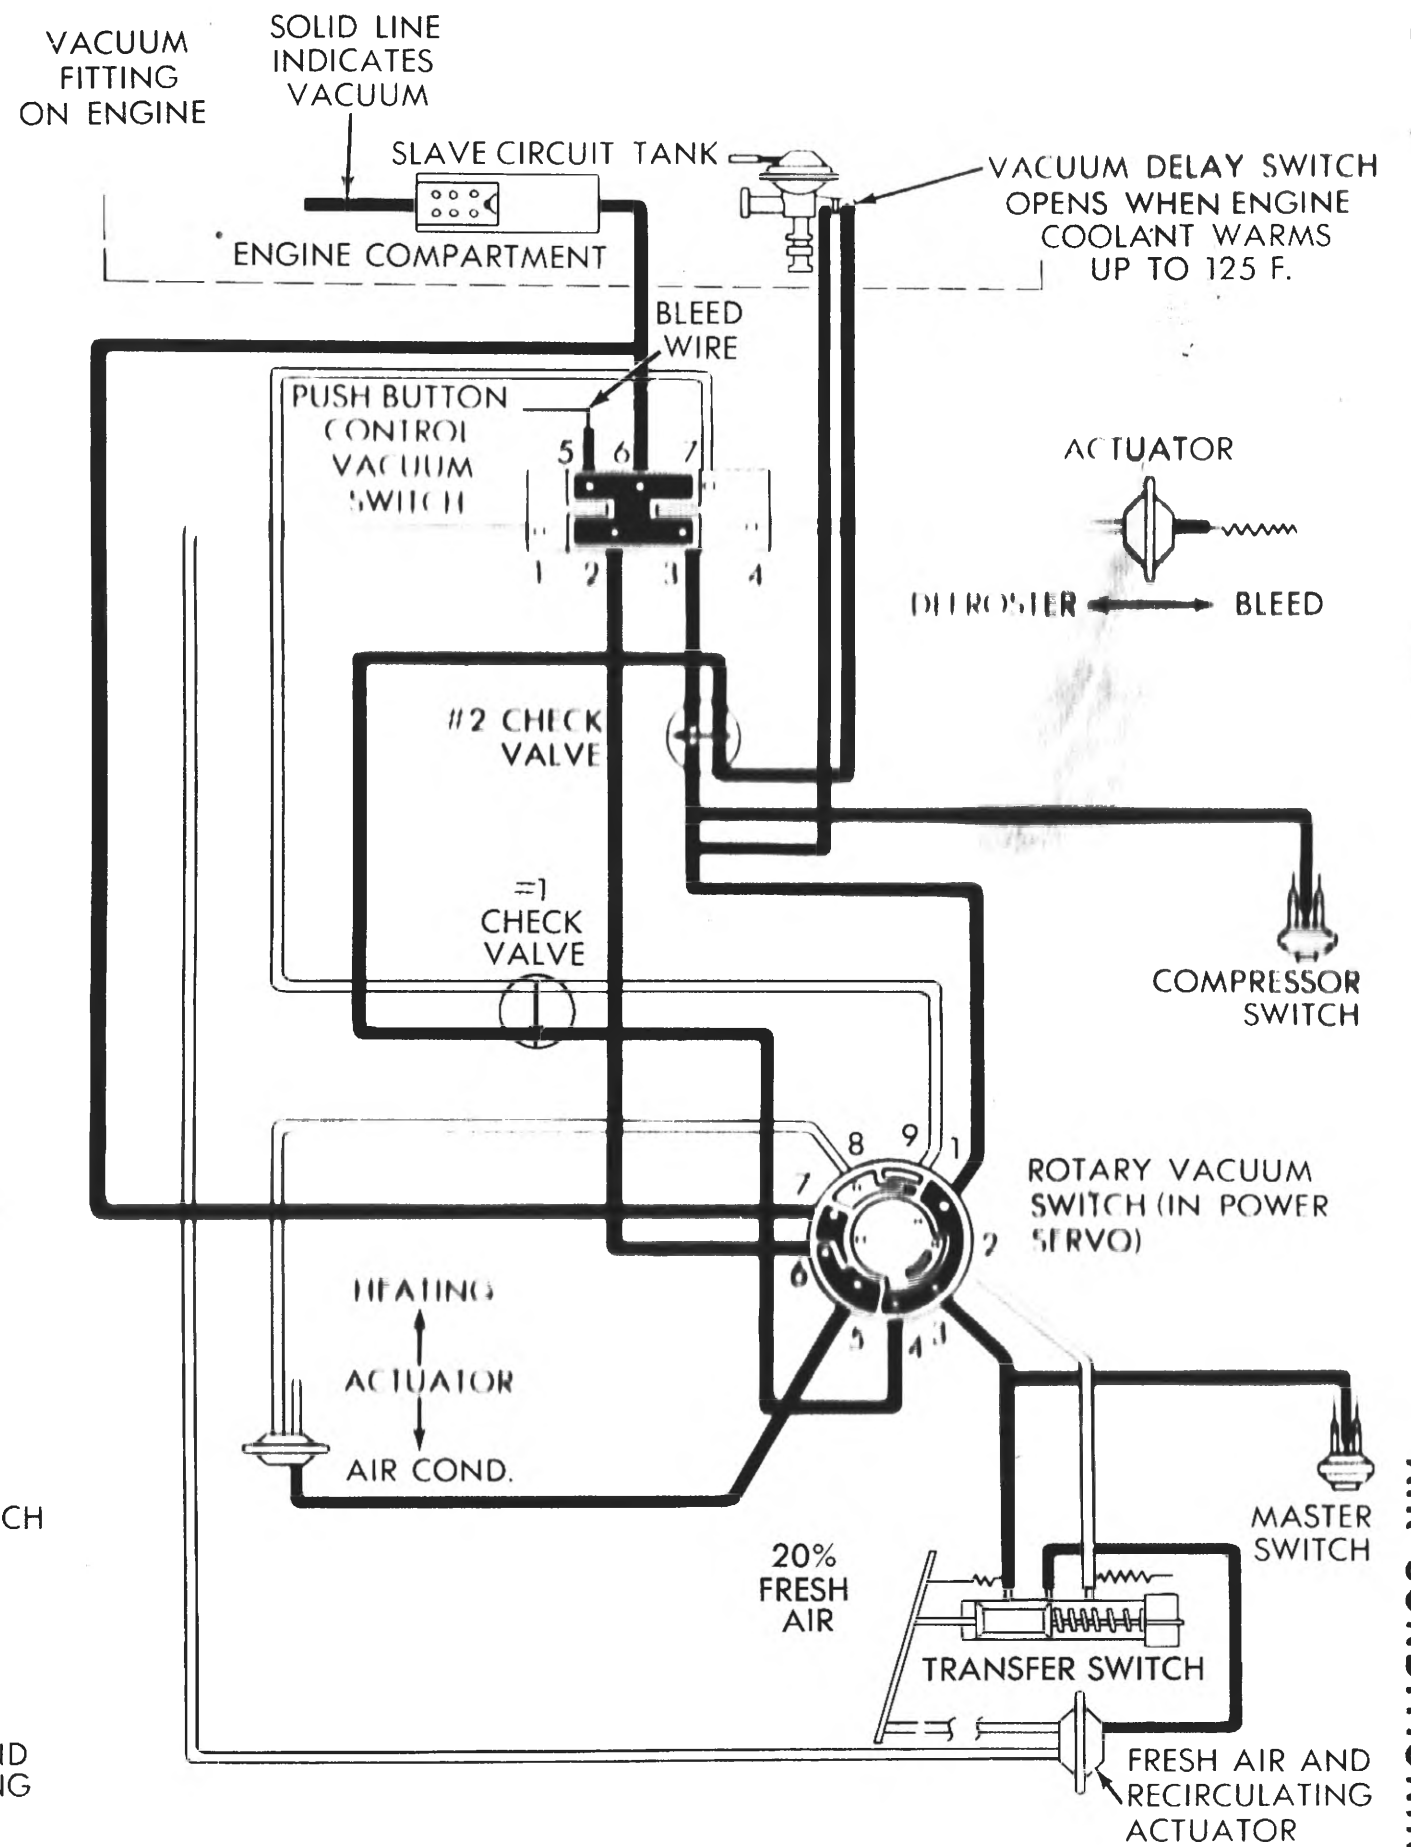 VACUUM
FITTING
ON ENGINE
SOLID LINE
INDICATES
VACUUM
SLAVE CIRCUIT TANK
VACUUM DELAY SWITCH
OPENS WHEN ENGINE
COOLANT WARMS
UP TO 125 F.
ENGINE COMPARTMENT
BLEED
WIRE
PUSH BUTTON
CONTROL
VACUUM
SWITCH
5 6 7
1 2 3 4
ACTUATOR
DEFROSTER BLEED
#2 CHECK
VALVE
#1
CHECK
VALVE
COMPRESSOR
SWITCH
8 9 1
7
2
6
5 4 3
ROTARY VACUUM
SWITCH (IN POWER
SERVO)
HEATING
ACTUATOR
AIR COND.
MASTER
SWITCH
CH
20%
FRESH
AIR
TRANSFER SWITCH
ND
NG
FRESH AIR AND
RECIRCULATING
ACTUATOR